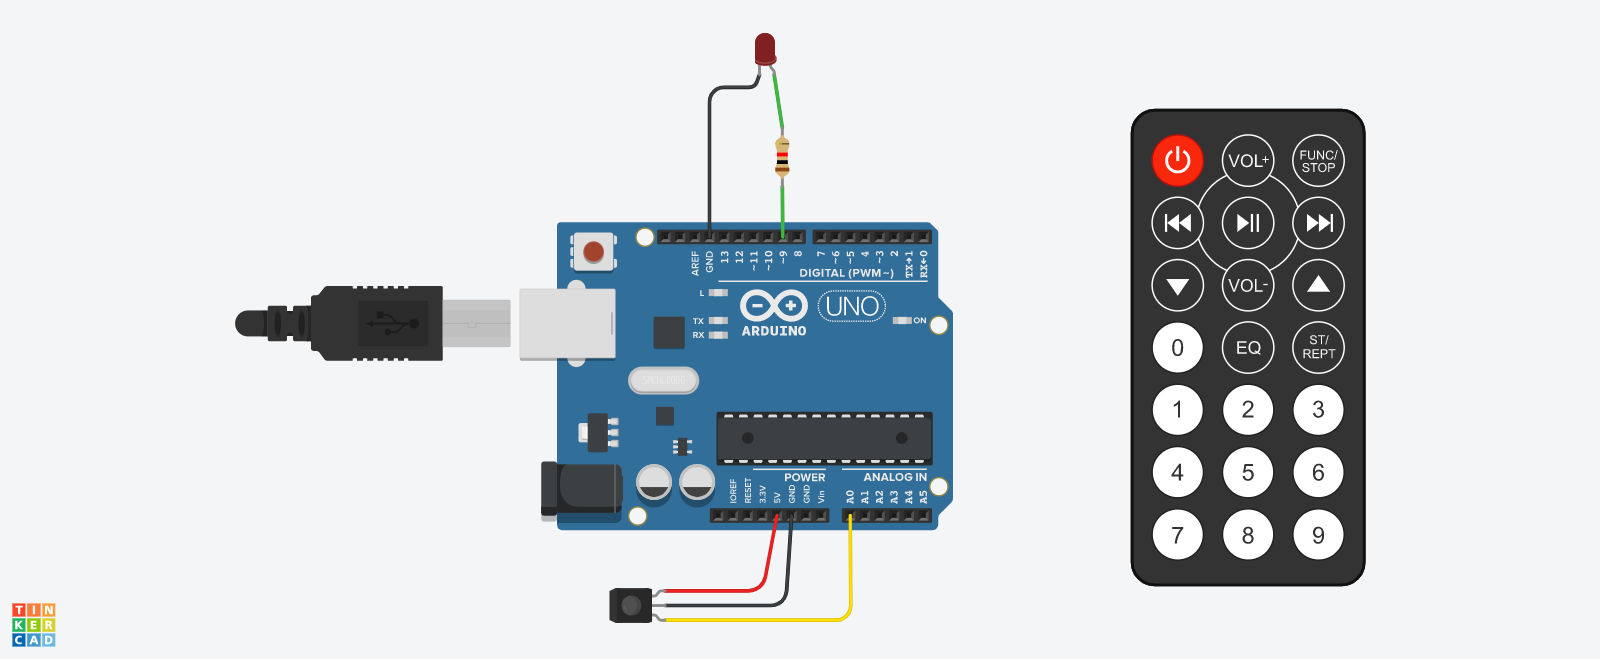 VOL+
FUNC/
STOP
VOL-
0
EQ
ST/
REPT
1
2
3
4
5
6
7
8
9
AREF
GND
13
12
~11
~10
~9
8
7
~6
~5
4
~3
2
TX→1
RX←0
DIGITAL (PWM~)
L
TX
RX
ARDUINO
UNO
ON
POWER
ANALOG IN
IOREF
RESET
3.3V
5V
GND
GND
Vin
A0
A1
A2
A3
A4
A5
TIN
KER
CAD